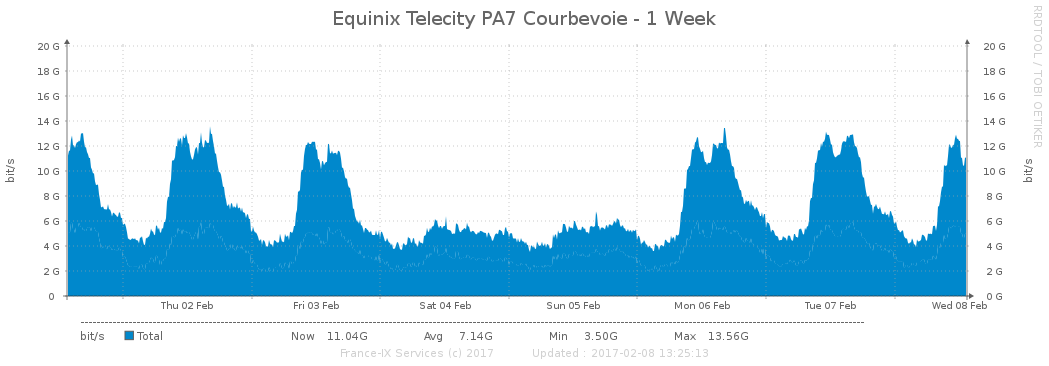 Equinix Telecity PA7 Courbevoie - 1 Week
RRDTOOL / TOBI OETIKER
bit/s
20 G 20 G
18 G 18 G
16 G 16 G
14 G 14 G
12 G 12 G
10 G 10 G
8 G 8 G
6 G 6 G
4 G 4 G
2 G 2 G
0 0 G
bit/s
Thu 02 Feb Fri 03 Feb Sat 04 Feb Sun 05 Feb Mon 06 Feb Tue 07 Feb Wed 08 Feb
bit/s Total Now 11.04G Avg 7.14G Min 3.50G Max 13.56G
France-IX Services (c) 2017 Updated : 2017-02-08 13:25:13